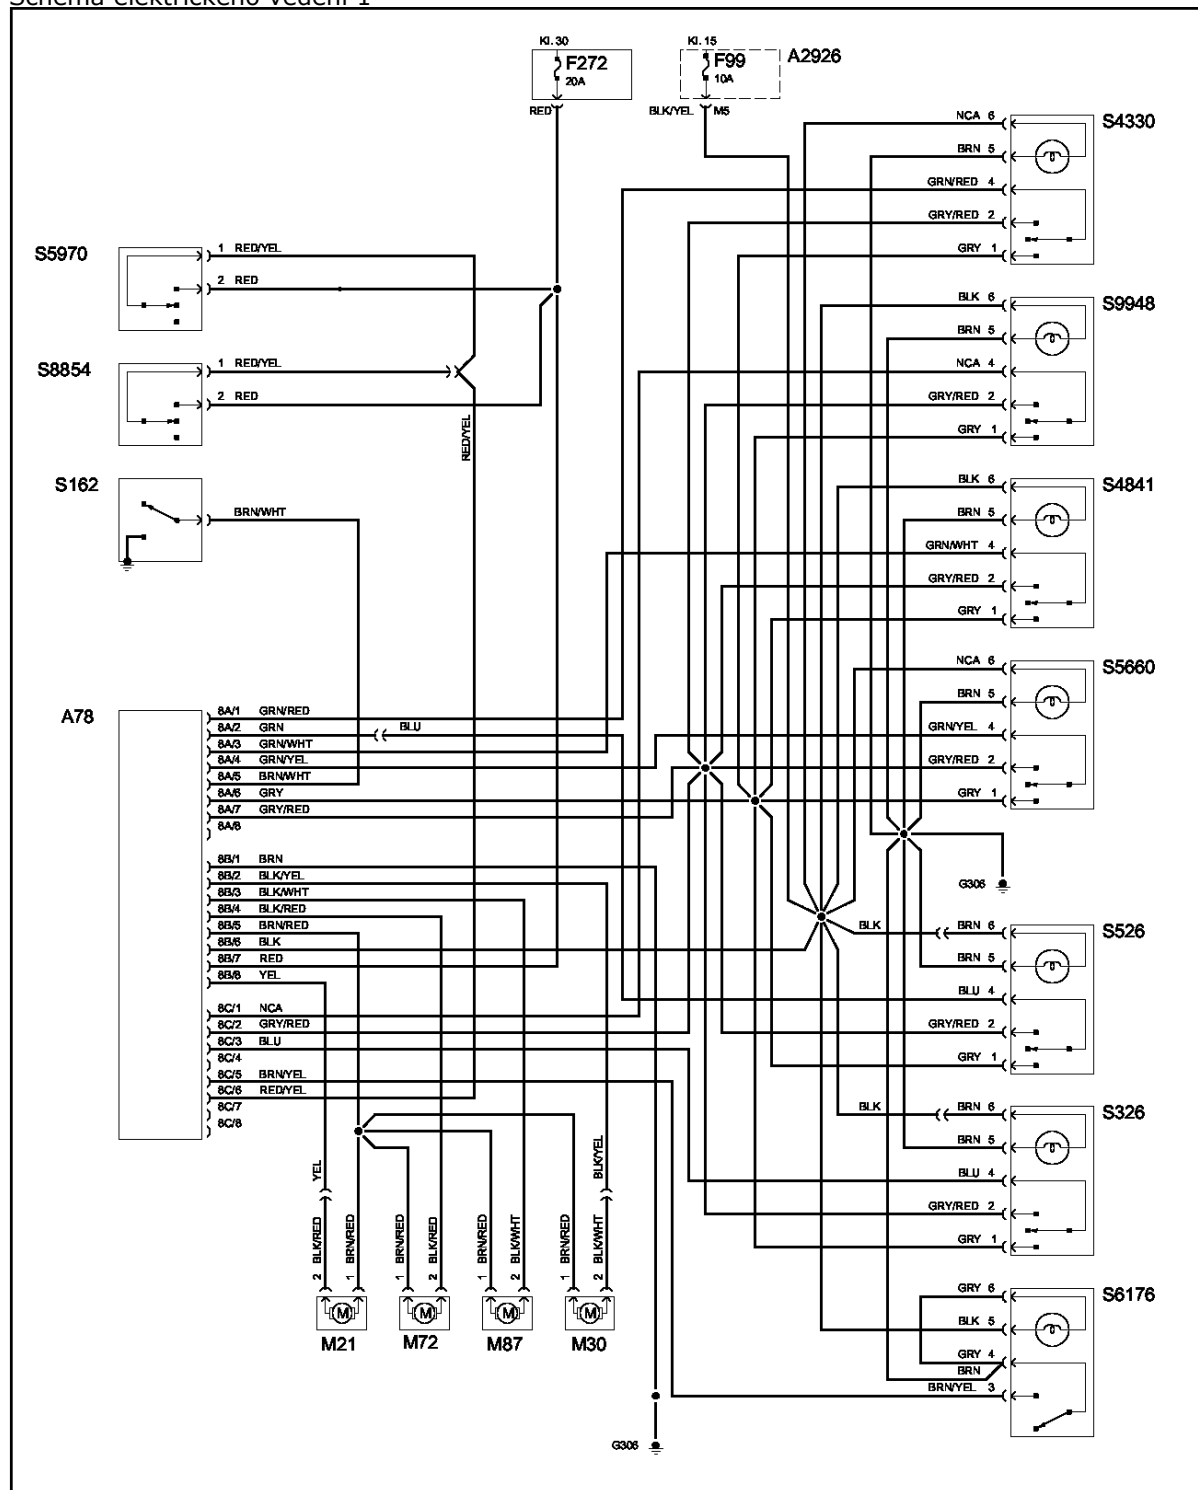 Schéma elektrického vedení 1
Kl. 30
F272
20A
RED
Kl. 15
F99
10A
A2926
BLK/YEL
M5
NCA 6
S4330
BRN 5
GRN/RED 4
GRY/RED 2
GRY 1
S5970
1 RED/YEL
2 RED
BLK 6
S9948
BRN 5
NCA 4
GRY/RED 2
GRY 1
S8854
1 RED/YEL
2 RED
RED/YEL
S162
BRN/WHT
BLK 6
S4841
BRN 5
GRN/WHT 4
GRY/RED 2
GRY 1
NCA 6
S5660
BRN 5
GRN/YEL 4
GRY/RED 2
GRY 1
A78
8A/1 GRN/RED
8A/2 GRN
BLU
8A/3 GRN/WHT
8A/4 GRN/YEL
8A/5 BRN/WHT
8A/6 GRY
8A/7 GRY/RED
8A/8
8B/1 BRN
8B/2 BLK/YEL
8B/3 BLK/WHT
8B/4 BLK/RED
8B/5 BRN/RED
8B/6 BLK
8B/7 RED
8B/8 YEL
8C/1 NCA
8C/2 GRY/RED
8C/3 BLU
8C/4
8C/5 BRN/YEL
8C/6 RED/YEL
8C/7
8C/8
G306
BLK
BRN 6
S526
BRN 5
BLU 4
GRY/RED 2
GRY 1
BLK
BRN 6
S326
BRN 5
BLU 4
GRY/RED 2
GRY 1
YEL
BLK/YEL
2 BLK/RED
1 BRN/RED
1 BRN/RED
2 BLK/RED
1 BRN/RED
2 BLK/WHT
1 BRN/RED
2 BLK/WHT
M
M
M
M
M21
M72
M87
M30
GRY 6
S6176
BLK 5
GRY 4
BRN
BRN/YEL 3
G306